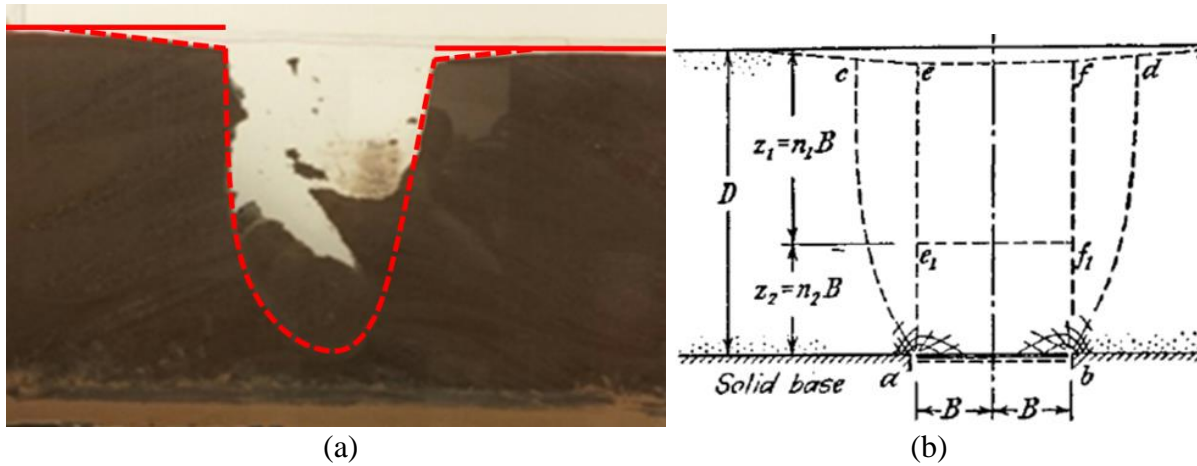 c e f d
z₁=n₁B
D
e₁ f₁
z₂=n₂B
a b
Solid base
B B
(a) (b)